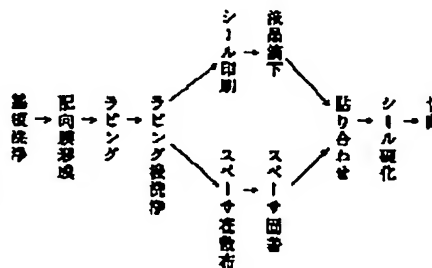 基板洗浄
配向膜形成
ラビング
ラビング後洗浄
シール印刷
液晶滴下
スペーサ散布
スペーサ固着
貼り合わせ
シール硬化